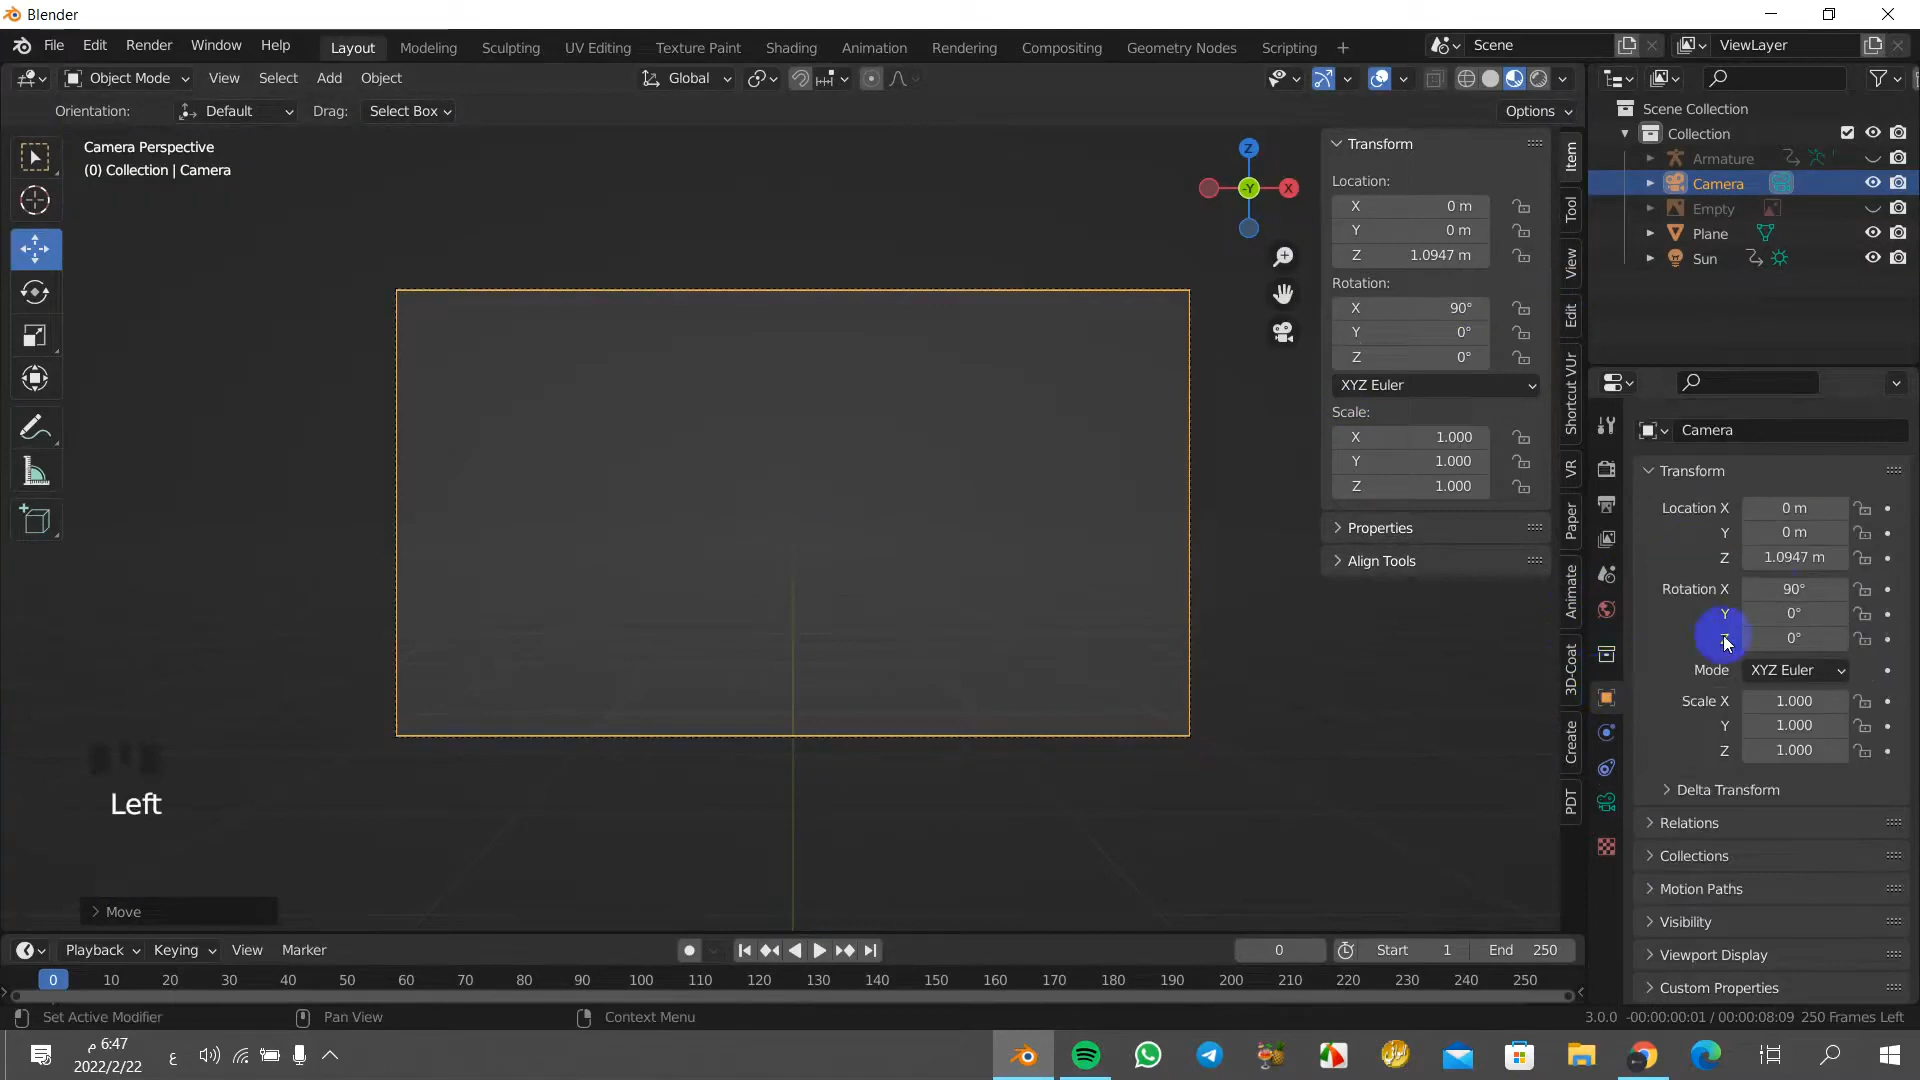 Blender
File Edit Render Window Help Layout Modeling Sculpting UV Editing Texture Paint Shading Animation Rendering Compositing Geometry Nodes Scripting + Scene ViewLayer
Object Mode View Select Add Object Global
Orientation: Default Drag: Select Box Options
Camera Perspective
(0) Collection | Camera
Z
-Y
X
Transform
Location:
X 0 m
Y 0 m
Z 1.0947 m
Rotation:
X 90°
Y 0°
Z 0°
XYZ Euler
Scale:
X 1.000
Y 1.000
Z 1.000
Properties
Align Tools
Item
Tool
View
Edit
Shortcut VUr
VR
Paper
Animate
3D-Coat
Create
PDT
Scene Collection
Collection
Armature
Camera
Empty
Plane
Sun
Camera
Transform
Location X 0 m
Y 0 m
Z 1.0947 m
Rotation X 90°
Y 0°
0°
Mode XYZ Euler
Scale X 1.000
Y 1.000
Z 1.000
Delta Transform
Relations
Collections
Motion Paths
Visibility
Viewport Display
Custom Properties
Left
Move
Playback Keying View Marker 0 Start 1 End 250
0 10 20 30 40 50 60 70 80 90 100 110 120 130 140 150 160 170 180 190 200 210 220 230 240 250
Set Active Modifier Pan View Context Menu 3.0.0 -00:00:00:01 / 00:00:08:09 250 Frames Left
6:47 م
2022/2/22
ع